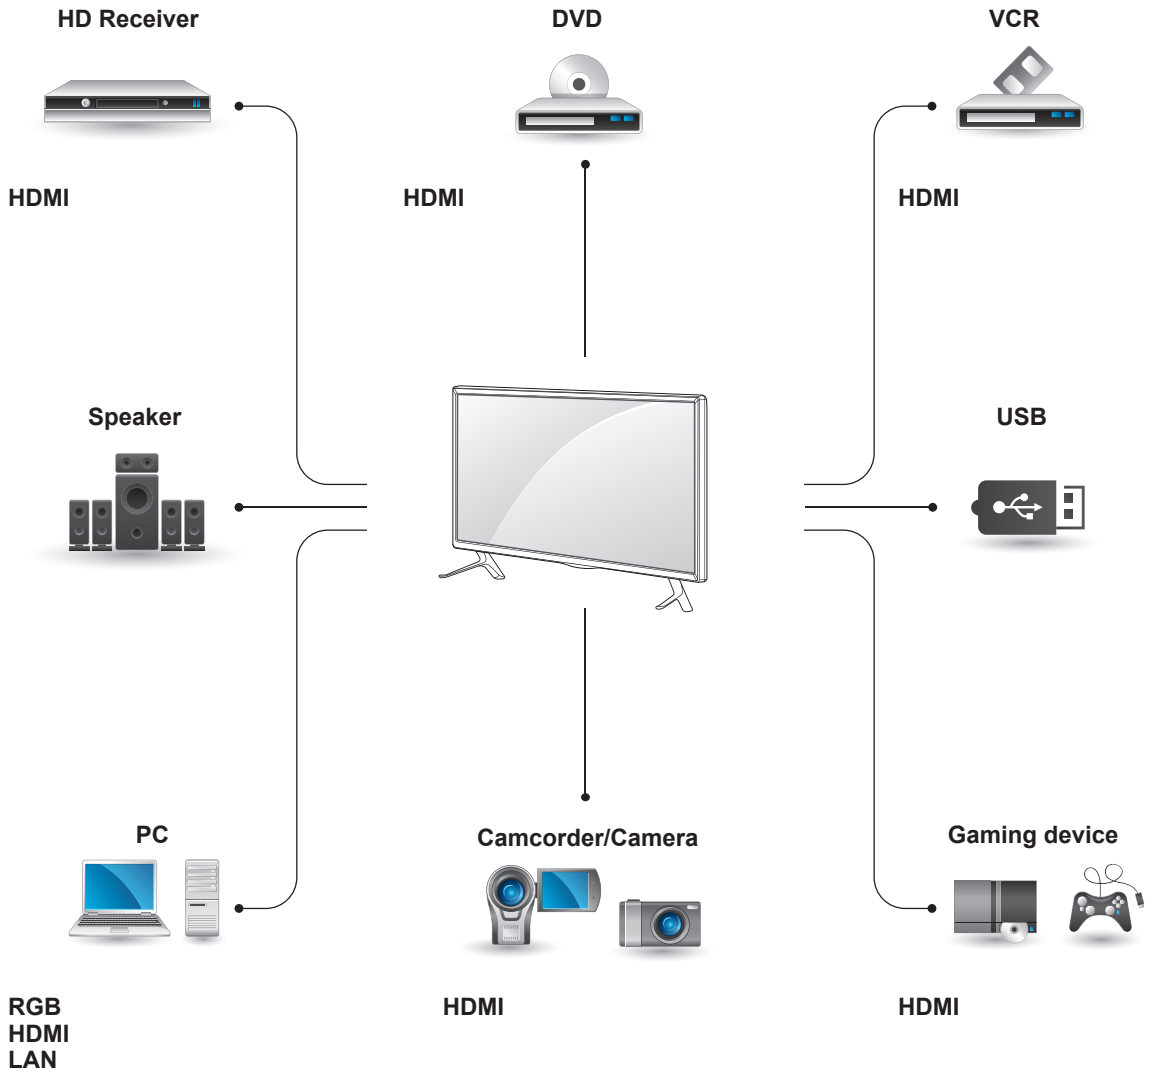 HD Receiver
DVD
VCR
HDMI
HDMI
HDMI
Speaker
USB
PC
Camcorder/Camera
Gaming device
RGB
HDMI
LAN
HDMI
HDMI